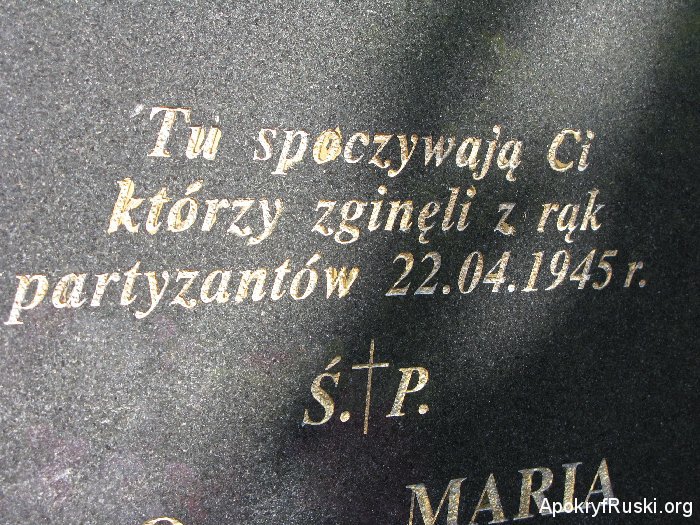 Tu spoczywają Ci
którzy zginęli z rąk
partyzantów 22.04.1945 r.
Ś. P.
MARIA
ApokryfRuski.org